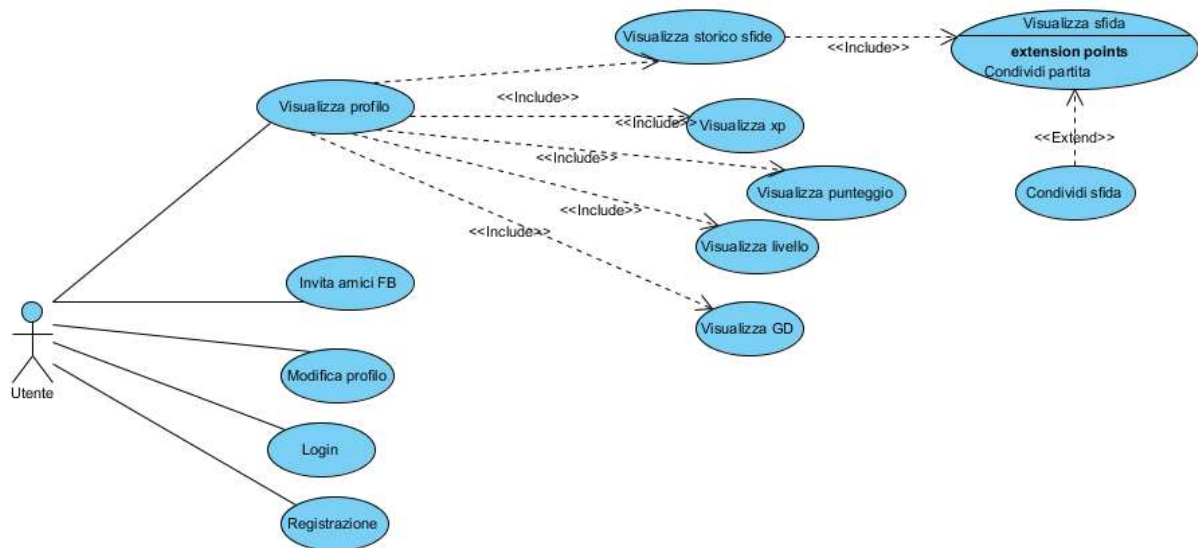 Visualizza sfida
Visualizza storico sfide
<<Include>>
extension points
Condividi partita
Visualizza profilo
<<Include>>
<<Include>>
Visualizza xp
<<Extend>>
<<Include>>
Visualizza punteggio
Condividi sfida
<<Include>>
<<Include>>
Visualizza livello
Invita amici FB
Visualizza GD
Modifica profilo
Utente
Login
Registrazione